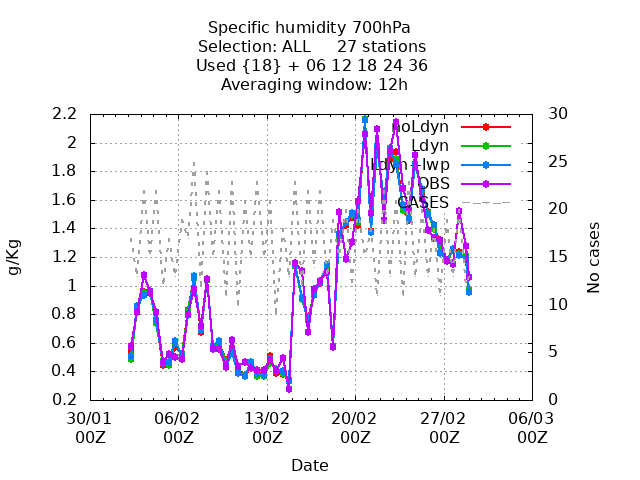 Specific humidity 700hPa
Selection: ALL 27 stations
Used {18} + 06 12 18 24 36
Averaging window: 12h
noLdyn
Ldyn
Ldyn+lwp
OBS
CASES
2.2
2
1.8
1.6
1.4
1.2
1
0.8
0.6
0.4
0.2
g/Kg
30
25
20
15
10
5
0
No cases
30/01 06/02 13/02 20/02 27/02 06/03
00Z 00Z 00Z 00Z 00Z 00Z
Date